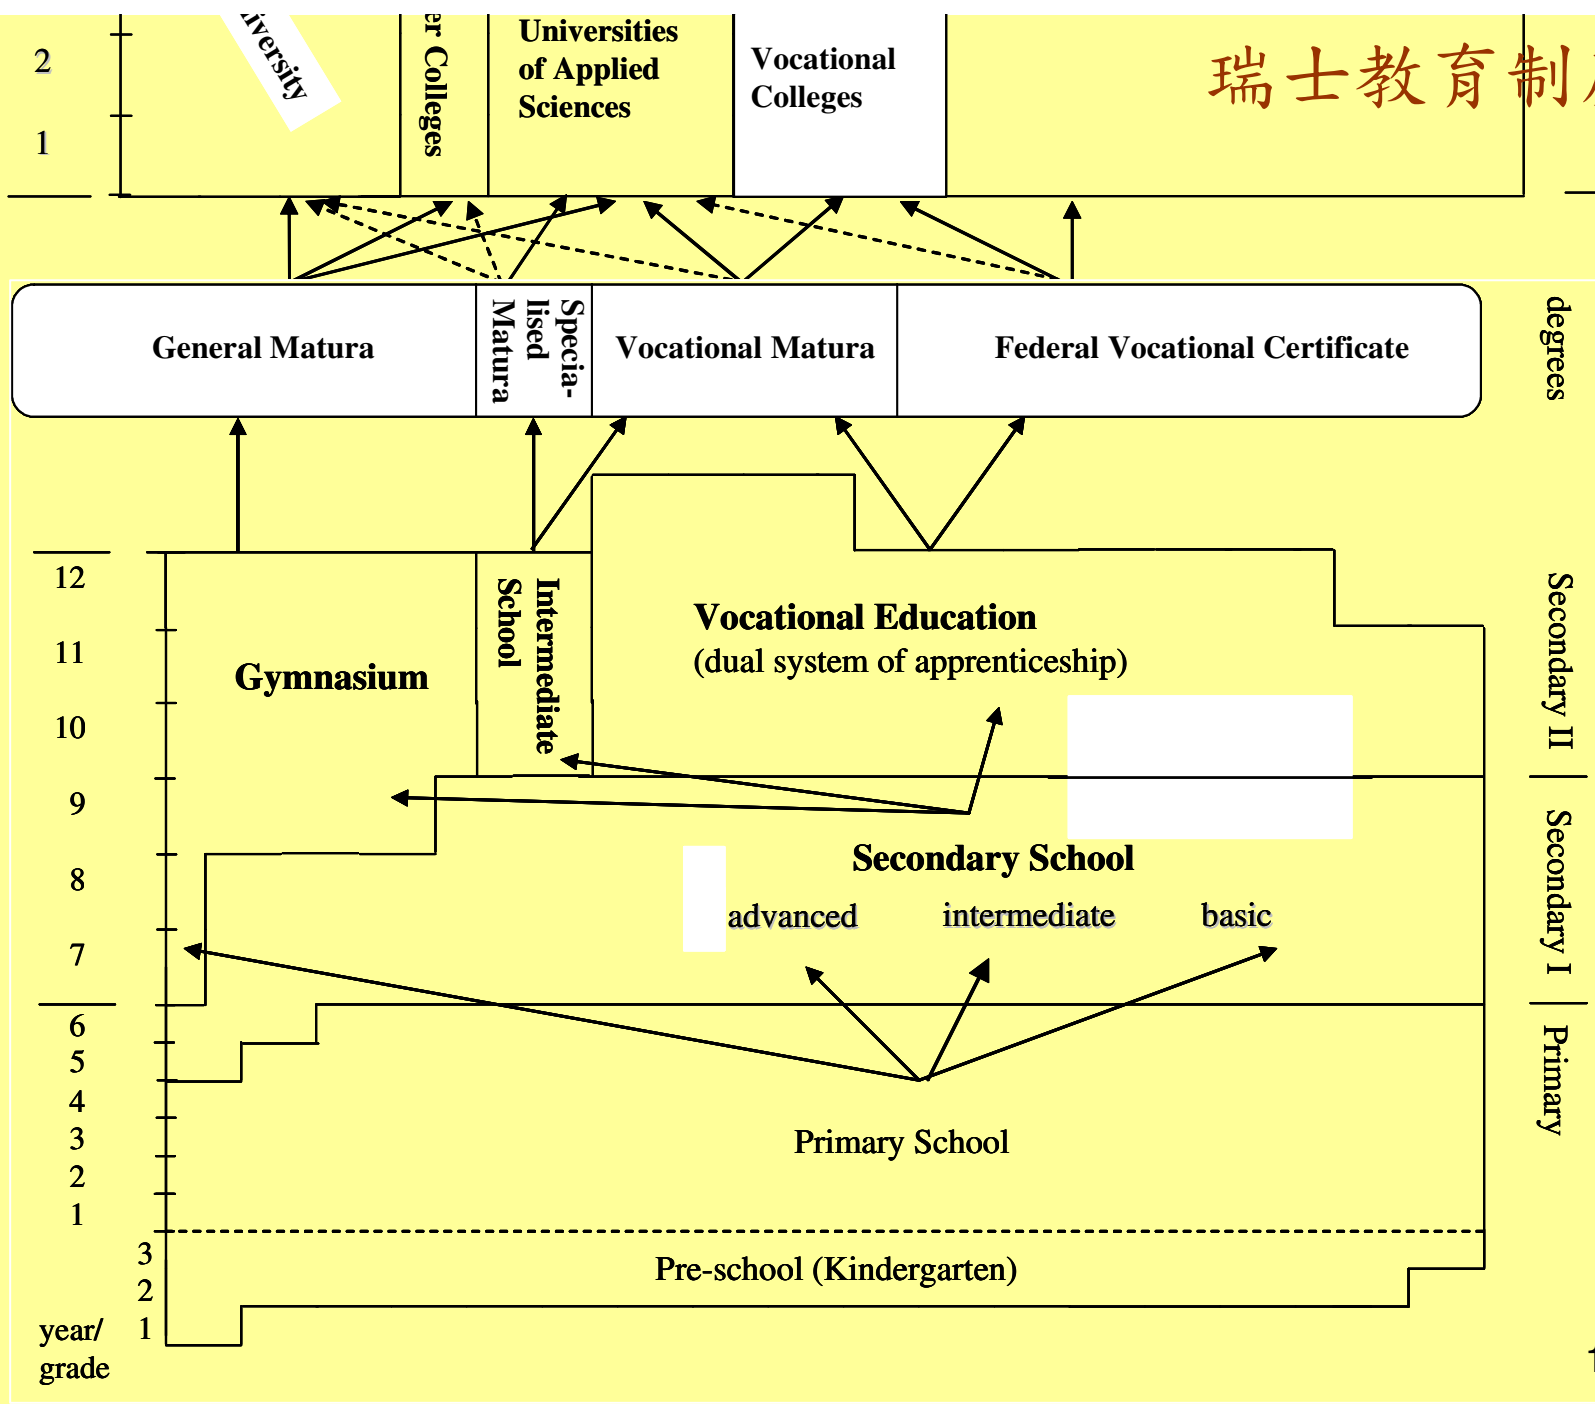 2
1
Universities
of Applied
Sciences
Vocational
Colleges
瑞士教育制
Colleges
General Matura
Specia-
lised
Matura
Vocational Matura
Federal Vocational Certificate
degrees
12
11
10
9
8
7
6
5
4
3
2
1
3
2
1
year/
grade
Gymnasium
Intermediate
School
Vocational Education
(dual system of apprenticeship)
Secondary School
advanced
intermediate
basic
Primary School
Pre-school (Kindergarten)
Secondary II
Secondary I
Primary